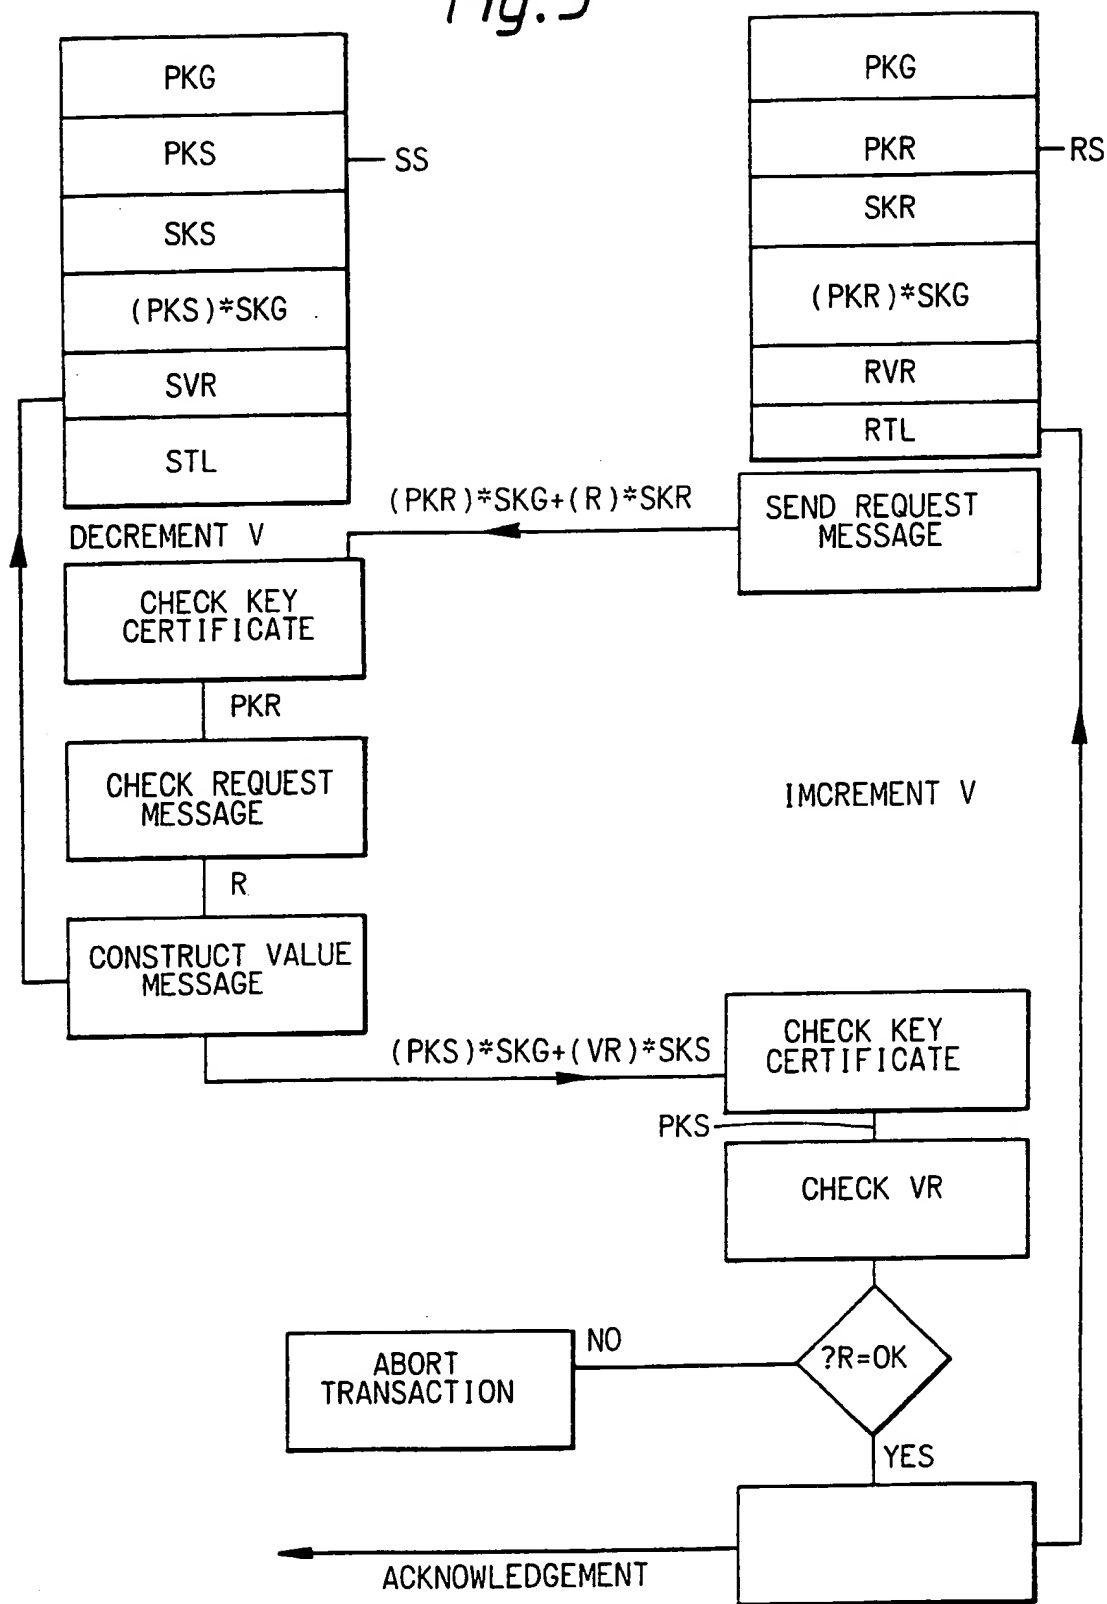 PKG
PKS
SS
SKS
(PKS)*SKG
SVR
STL
PKG
PKR
RS
SKR
(PKR)*SKG
RVR
RTL
(PKR)*SKG+(R)*SKR
SEND REQUEST
MESSAGE
DECREMENT V
CHECK KEY
CERTIFICATE
PKR
CHECK REQUEST
MESSAGE
IMCREMENT V
R
CONSTRUCT VALUE
MESSAGE
(PKS)*SKG+(VR)*SKS
CHECK KEY
CERTIFICATE
PKS
CHECK VR
?R=OK
NO
ABORT
TRANSACTION
YES
ACKNOWLEDGEMENT